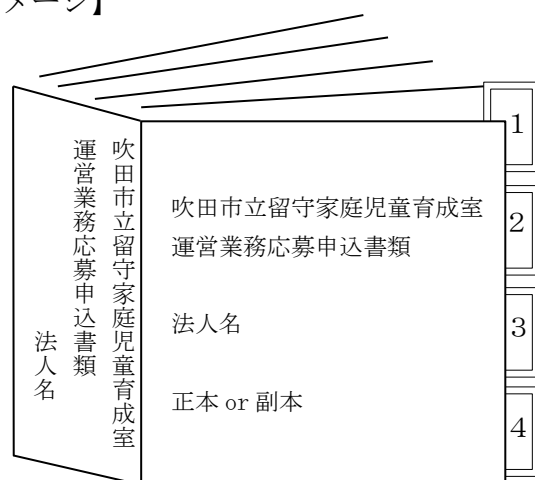 メージ】
吹田市立留守家庭児童育成室
運営業務応募申込書類
法人名
吹田市立留守家庭児童育成室
運営業務応募申込書類
法人名
正本 or 副本
1
2
3
4